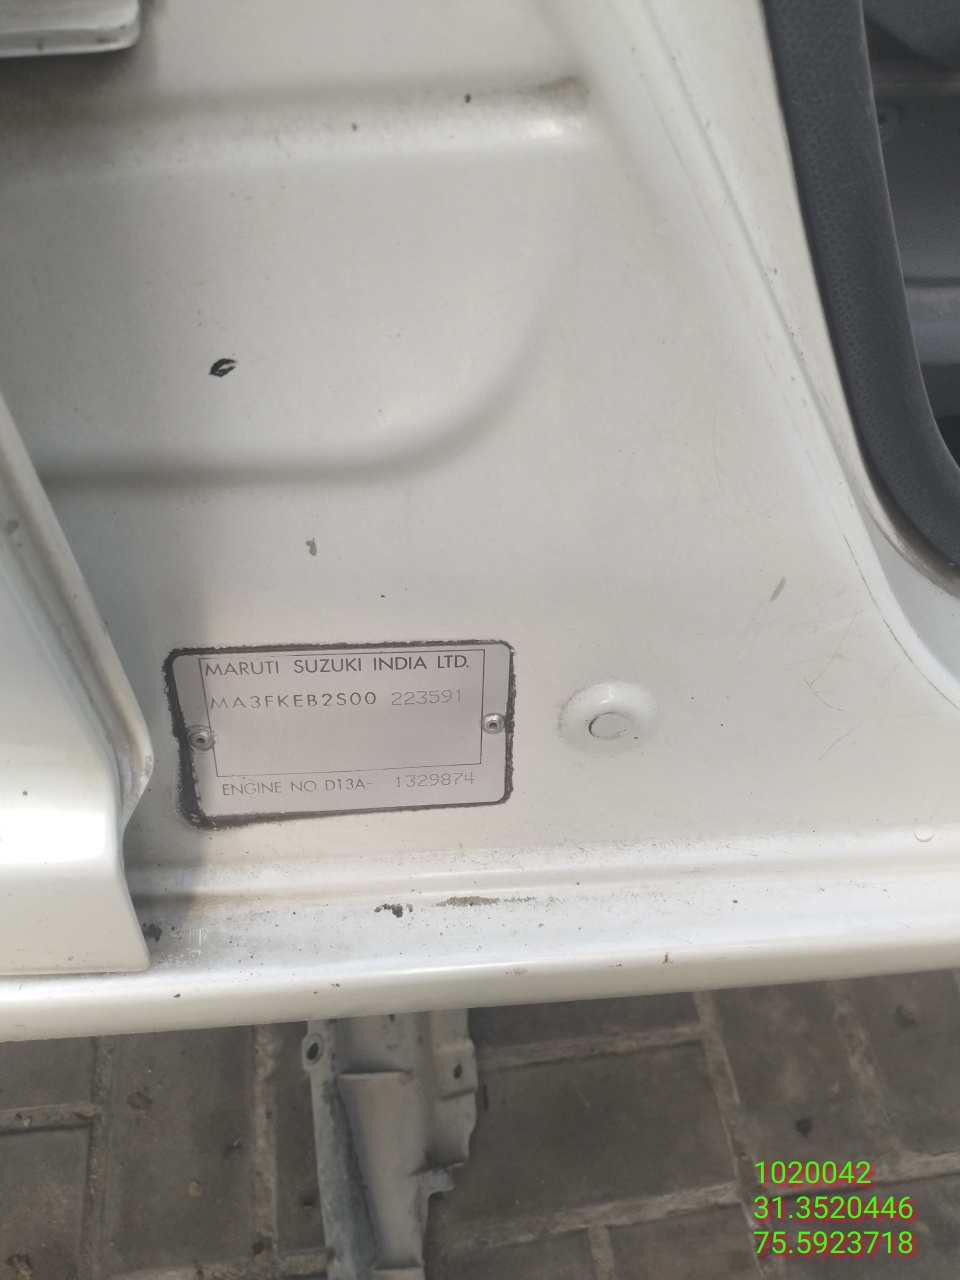 MARUTI SUZUKI INDIA LTD.
MA3FKEB2S00 223591
ENGINE NO. D13A- 1329874
1020042
31.3520446
75.5923718